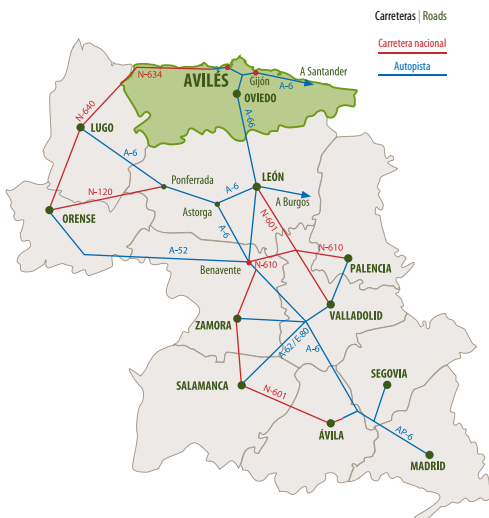 Carreteras | Roads
Carretera nacional
Autopista
N-634
AVILÉS
Gijón
A Santander
A-6
OVIEDO
N-640
LUGO
A-66
A-6
Ponferrada
A-6
LEÓN
N-120
Astorga
A Burgos
ORENSE
N-601
A-6
A-52
N-610
Benavente
N-610
PALENCIA
VALLADOLID
ZAMORA
A-62 / E-80
A-6
SEGOVIA
SALAMANCA
N-601
ÁVILA
AP-6
MADRID